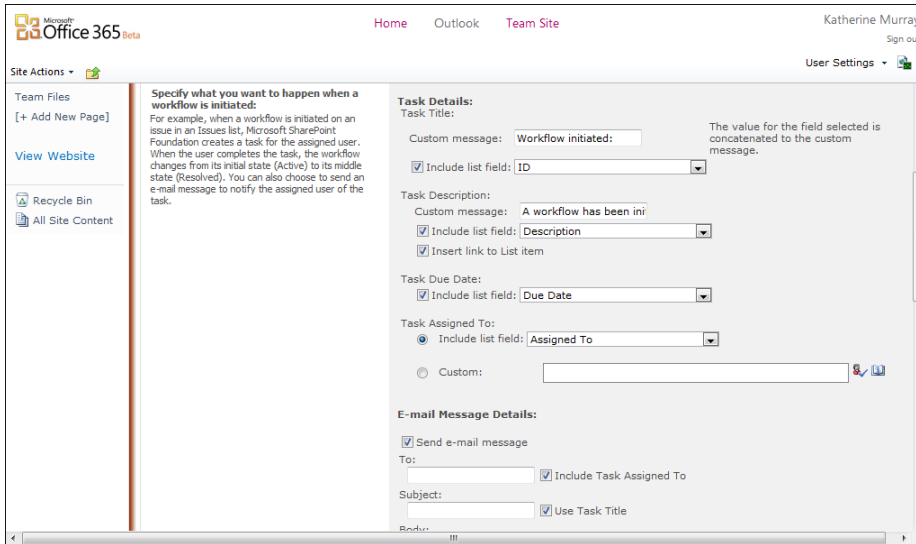 Microsoft
Office 365 Beta
Home Outlook Team Site
Katherine Murray
Sign ou
Site Actions
User Settings
Team Files
[+ Add New Page]
View Website
Recycle Bin
All Site Content
Specify what you want to happen when a
workflow is initiated:
For example, when a workflow is initiated on an
issue in an Issues list, Microsoft SharePoint
Foundation creates a task for the assigned user.
When the user completes the task, the workflow
changes from its initial state (Active) to its middle
state (Resolved). You can also choose to send an
e-mail message to notify the assigned user of the
task.
Task Details:
Task Title:
Custom message: Workflow initiated:
The value for the field selected is
concatenated to the custom
message.
Include list field: ID
Task Description:
Custom message: A workflow has been ini
Include list field: Description
Insert link to List item
Task Due Date:
Include list field: Due Date
Task Assigned To:
Include list field: Assigned To
Custom:
E-mail Message Details:
Send e-mail message
To:
Include Task Assigned To
Subject:
Use Task Title
Body: